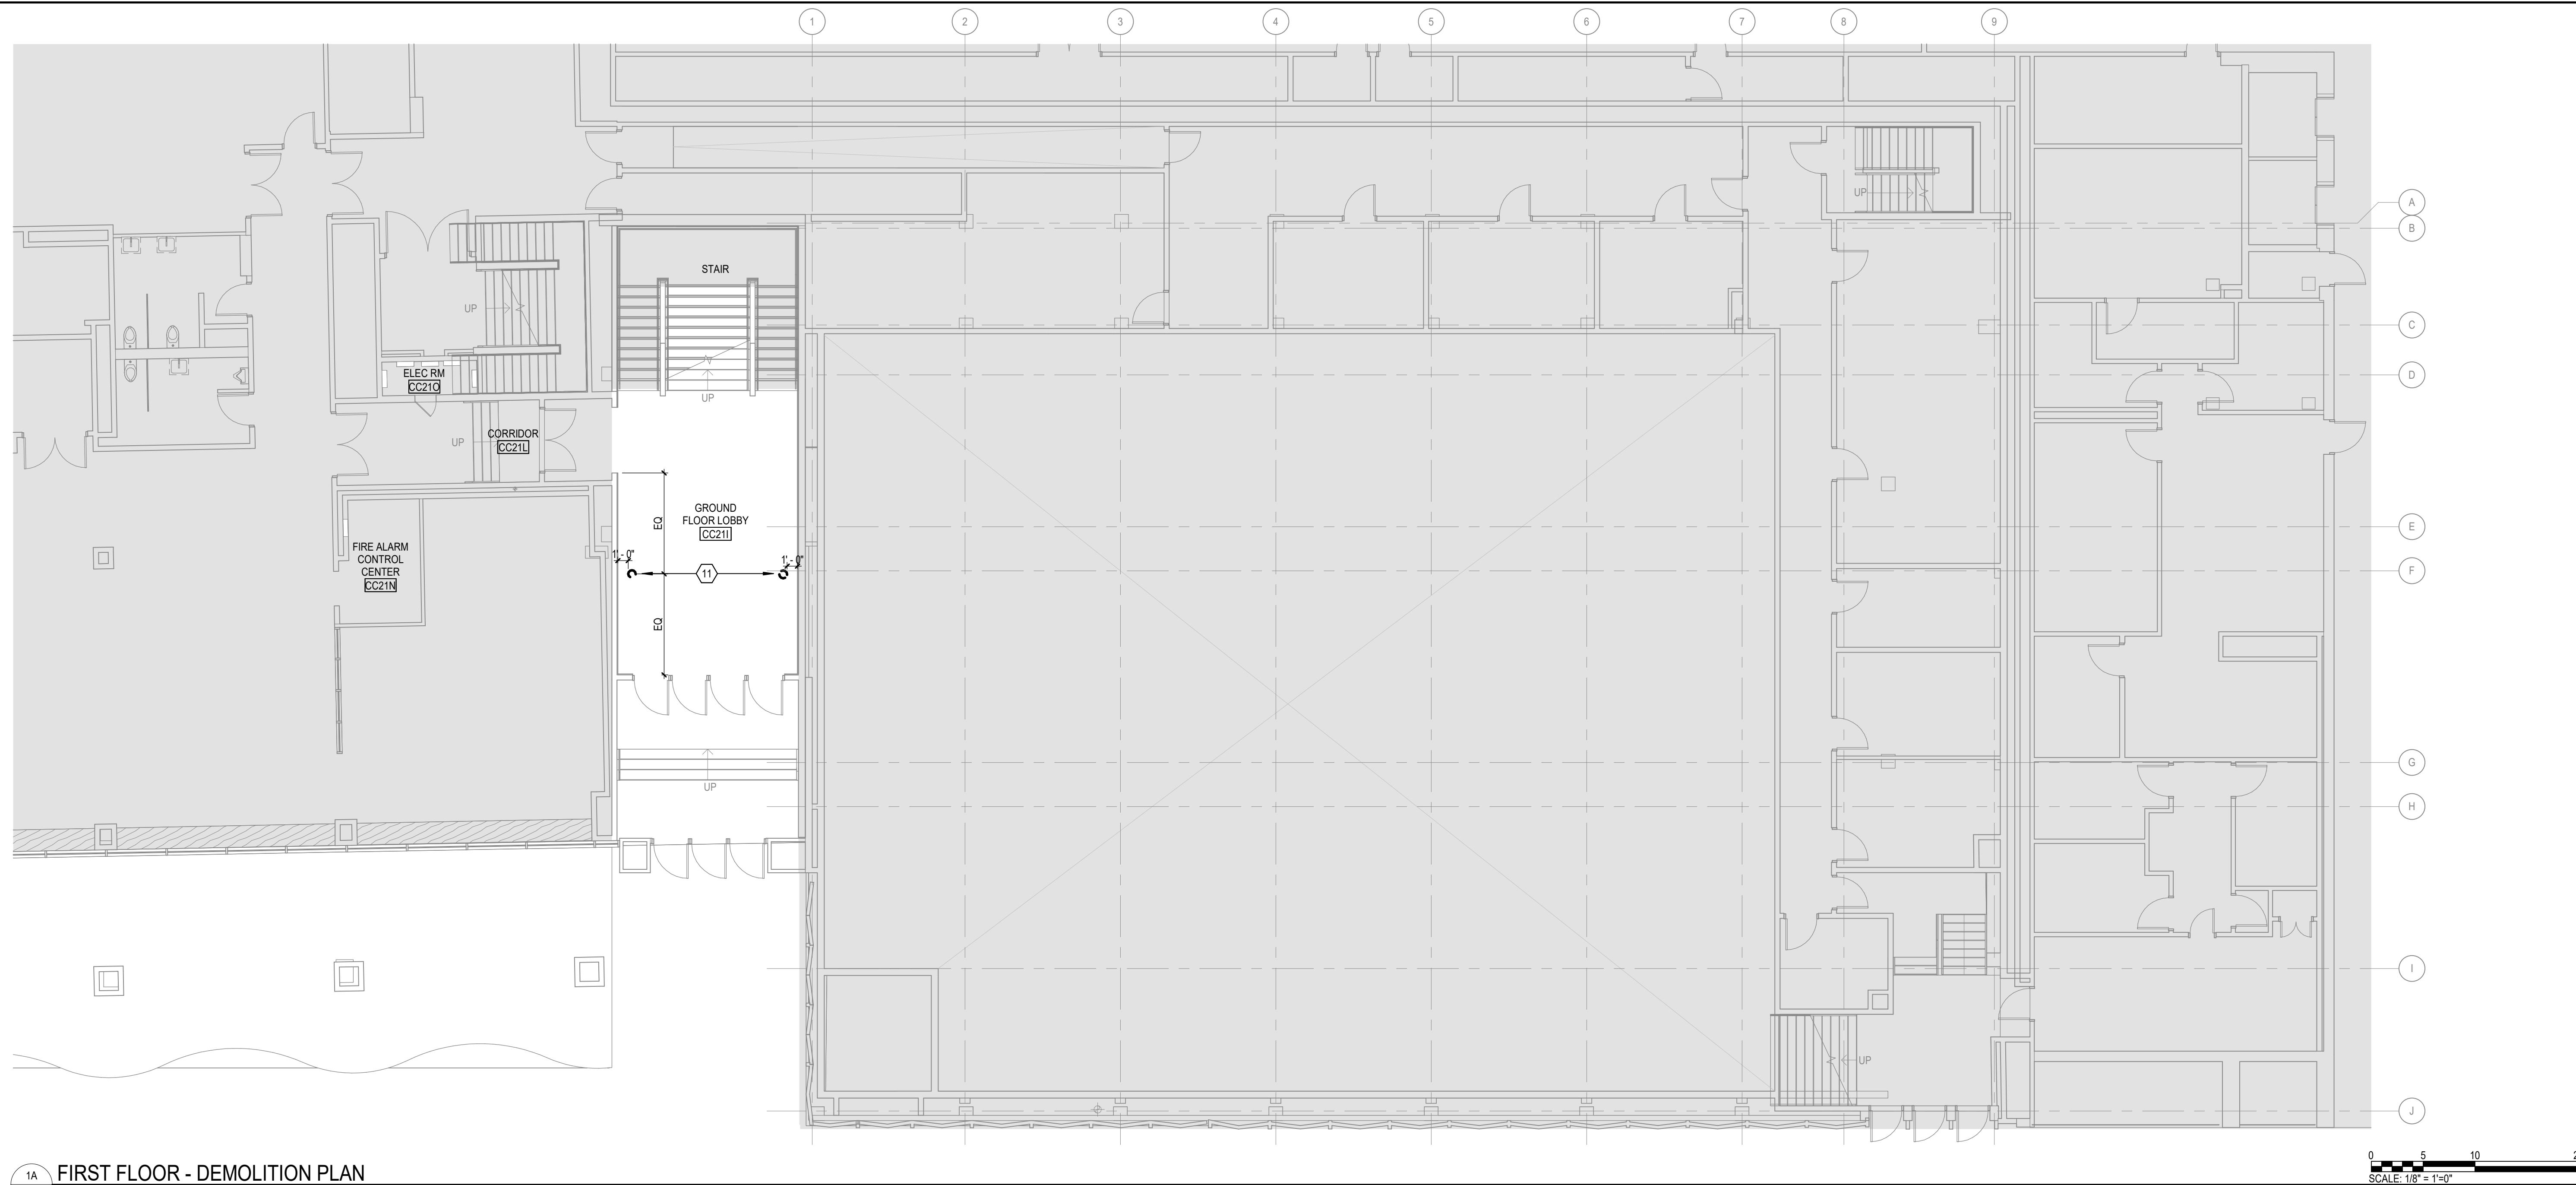 1 2 3 4 5 6 7 8 9
A
B
C
D
E
F
G
H
I
J
UP
STAIR
UP
UP
ELEC RM
CC21O
CORRIDOR
CC21L
UP
GROUND
FLOOR LOBBY
CC21I
EQ
FIRE ALARM
CONTROL
CENTER
CC21N
1' - 0"
11
1' - 0"
EQ
UP
UP
1A FIRST FLOOR - DEMOLITION PLAN
0 5 10
SCALE: 1/8" = 1'=0"